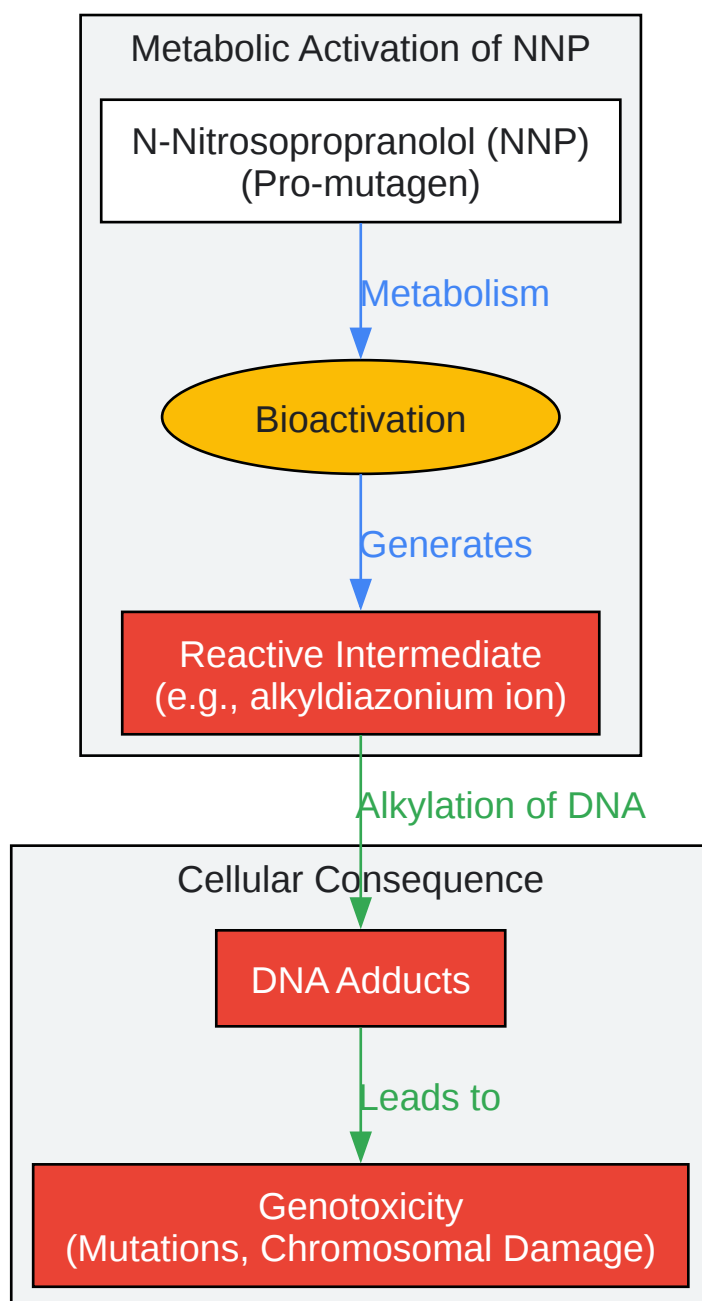 Metabolic Activation of NNP
N-Nitrosopropranolol (NNP)
(Pro-mutagen)
Metabolism
Bioactivation
Generates
Reactive Intermediate
(e.g., alkyldiazonium ion)
Alkylation of DNA
Cellular Consequence
DNA Adducts
Leads to
Genotoxicity
(Mutations, Chromosomal Damage)